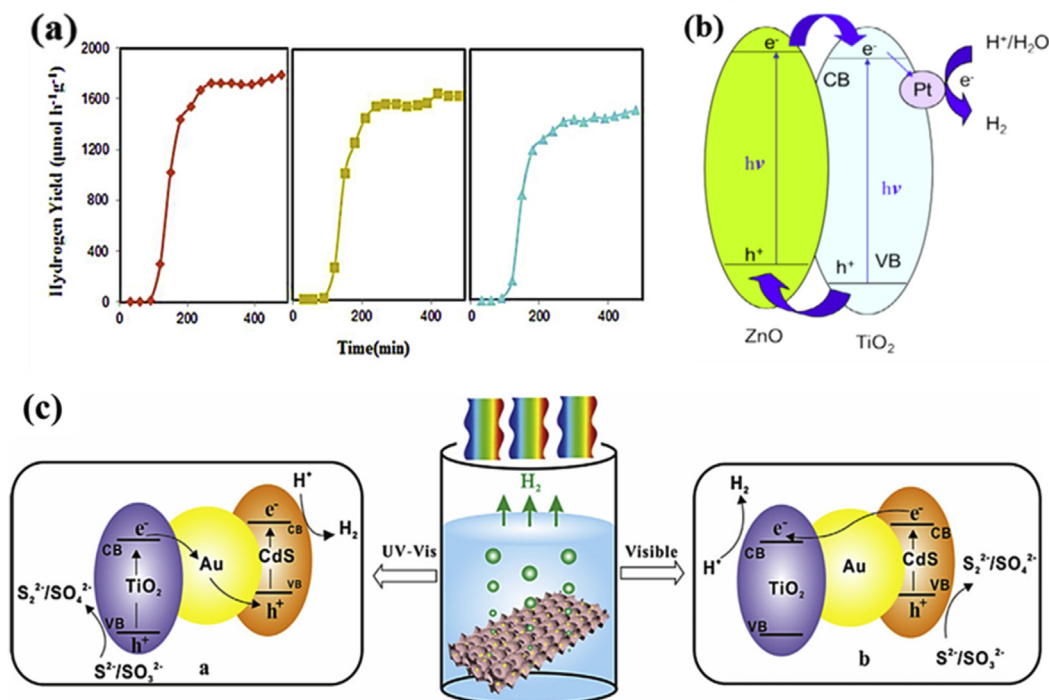 (a)
Hydrogen Yield (µmol h⁻¹g⁻¹)
2000
1600
1200
800
400
0
0 200 400
0 200 400
0 200 400
Time(min)
(b)
e⁻
e⁻
H⁺/H₂O
CB
Pt
e⁻
H₂
hν
hν
h⁺
h⁺
VB
ZnO
TiO₂
(c)
H⁺
H₂
e⁻
e⁻
CB
CB
TiO₂
Au
CdS
VB
VB
h⁺
h⁺
S₂²⁻/SO₄²⁻
S²⁻/SO₃²⁻
a
UV-Vis
H₂
Visible
H₂
H⁺
e⁻
e⁻
CB
CB
TiO₂
Au
CdS
VB
VB
h⁺
S₂²⁻/SO₄²⁻
S²⁻/SO₃²⁻
b